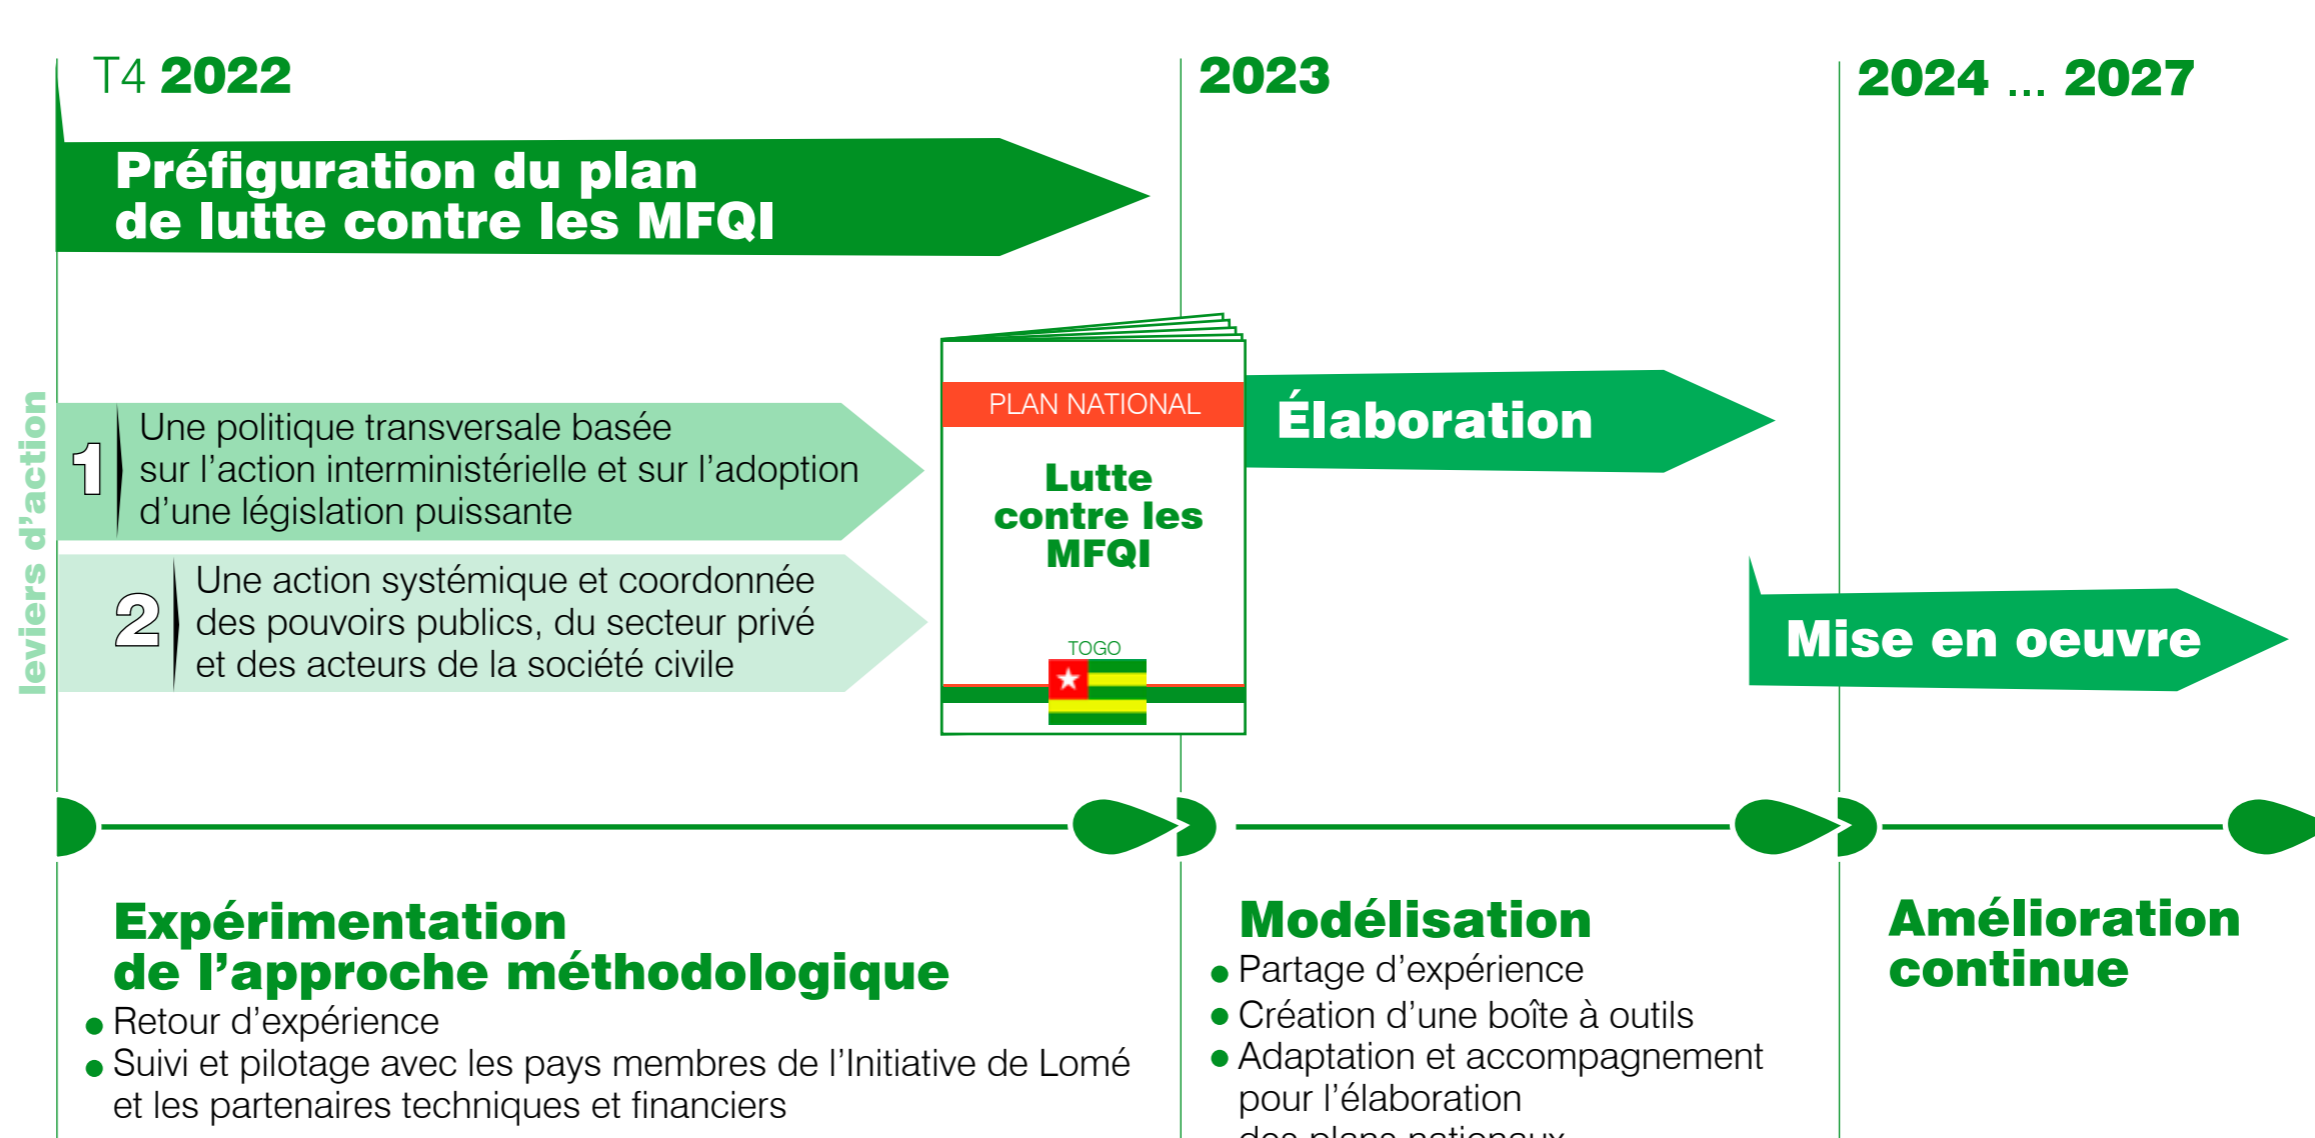 T4 2022
2023
2024 ... 2027
Préfiguration du plan
de lutte contre les MFQI
leviers d'action
1
Une politique transversale basée
sur l'action interministérielle et sur l'adoption
d'une législation puissante
2
Une action systémique et coordonnée
des pouvoirs publics, du secteur privé
et des acteurs de la société civile
PLAN NATIONAL
Lutte
contre les
MFQI
TOGO
Élaboration
Mise en oeuvre
Expérimentation
de l'approche méthodologique
• Retour d'expérience
• Suivi et pilotage avec les pays membres de l'Initiative de Lomé
et les partenaires techniques et financiers
Modélisation
• Partage d'expérience
• Création d'une boîte à outils
• Adaptation et accompagnement
pour l'élaboration
des plans nationaux
Amélioration
continue